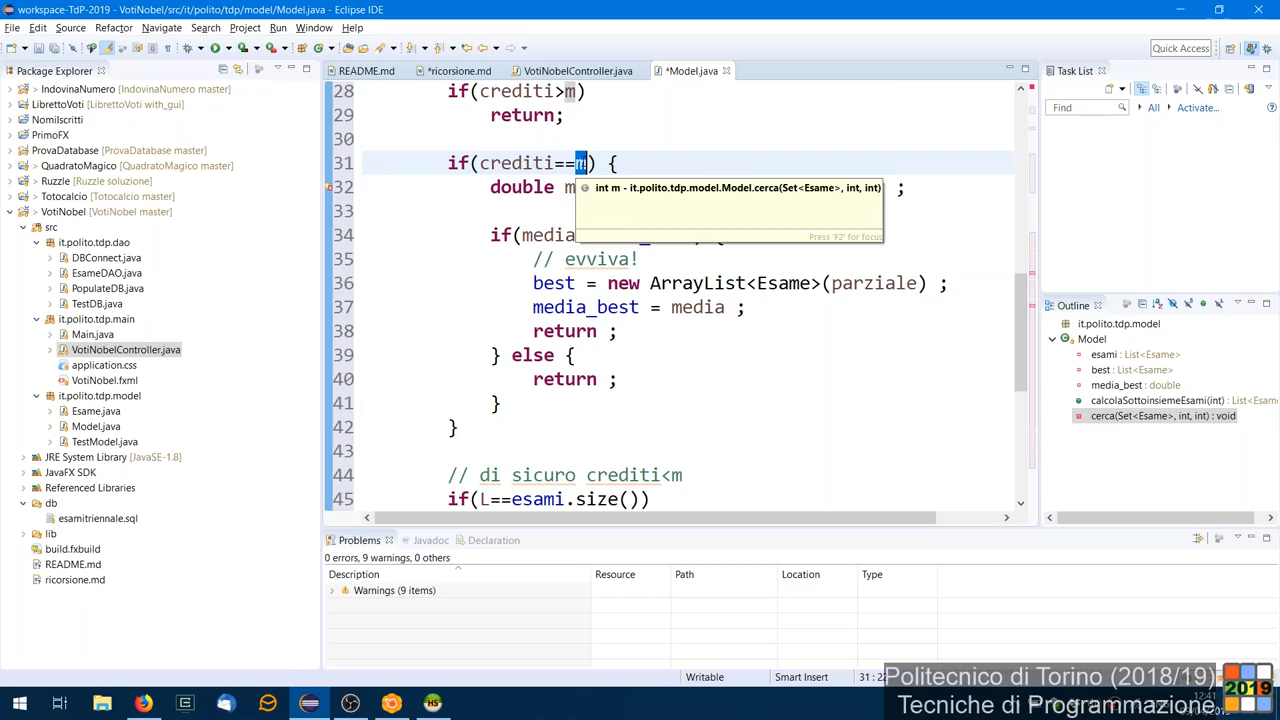 workspace-TdP-2019 - VotiNobel/src/it/polito/tdp/model/Model.java - Eclipse IDE
File Edit Source Refactor Navigate Search Project Run Window Help
Quick Access
Package Explorer
README.md *ricorsione.md VotiNobelController.java *Model.java
Task List
Find All Activate...
> IndovinaNumero [IndovinaNumero master]
LibrettoVoti [LibrettoVoti with_gui]
NomiIscritti
PrimoFX
ProvaDatabase [ProvaDatabase master]
> QuadratoMagico [QuadratoMagico master]
> Ruzzle [Ruzzle soluzione]
> Totocalcio [Totocalcio master]
> VotiNobel [VotiNobel master]
> src
it.polito.tdp.dao
DBConnect.java
EsameDAO.java
PopulateDB.java
TestDB.java
> it.polito.tdp.main
Main.java
VotiNobelController.java
application.css
VotiNobel.fxml
> it.polito.tdp.model
Esame.java
Model.java
TestModel.java
JRE System Library [JavaSE-1.8]
JavaFX SDK
Referenced Libraries
db
esamitriennale.sql
lib
build.fxbuild
README.md
ricorsione.md
28 if(crediti>m)
29 return;
30
31 if(crediti==m) {
32 double m ;
int m - it.polito.tdp.model.Model.cerca(Set<Esame>, int, int)
Press 'F2' for focus
33
34 if(media {
35 // evviva!
36 best = new ArrayList<Esame>(parziale) ;
37 media_best = media ;
38 return ;
39 } else {
40 return ;
41 }
42 }
43
44 // di sicuro crediti<m
45 if(L==esami.size())
Outline
it.polito.tdp.model
Model
esami : List<Esame>
best : List<Esame>
media_best : double
calcolaSottoinsiemeEsami(int) : List<Esame
cerca(Set<Esame>, int, int) : void
Problems Javadoc Declaration
0 errors, 9 warnings, 0 others
Description Resource Path Location Type
Warnings (9 items)
Writable Smart Insert 31 : 22
Politecnico di Torino (2018/19)
Tecniche di Programmazione
2019
12:41